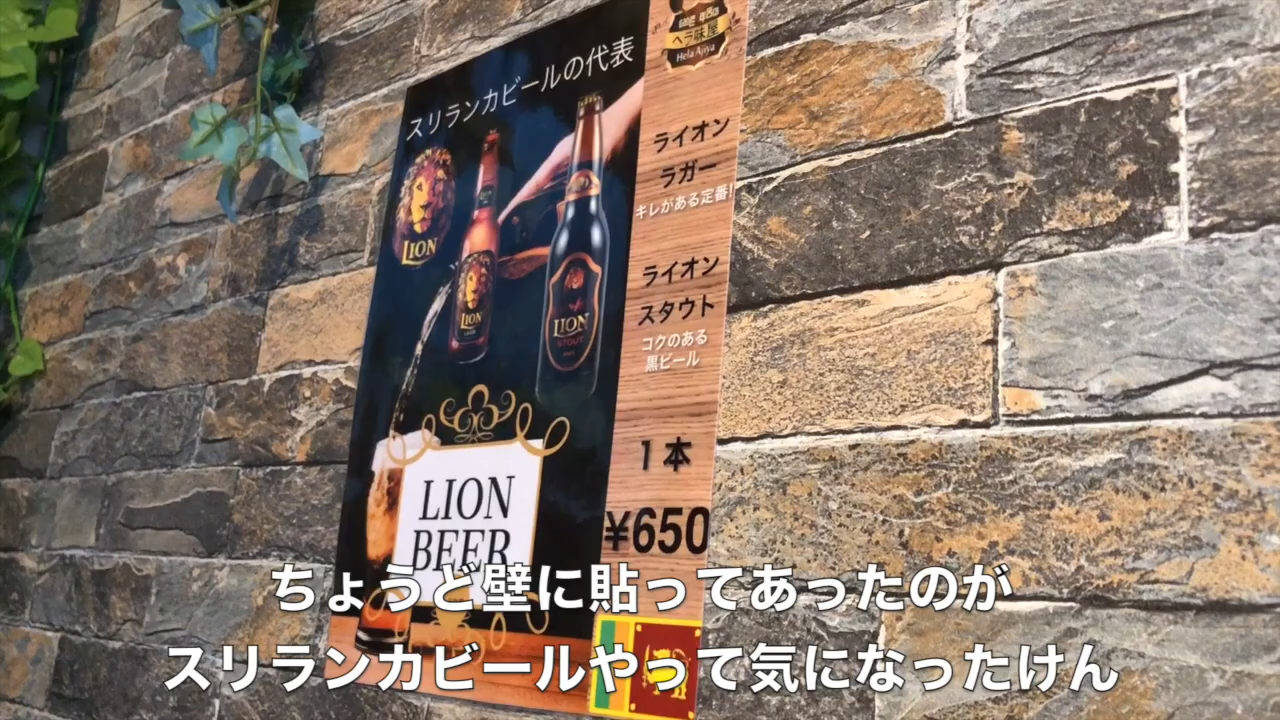 スリランカビールの代表
ヘラ味屋
Hela Ajiya
ライオン
ラガー
キレがある定番!
ライオン
スタウト
コクのある
黒ビール
1本
¥650
LION
LION
LAGER
LION
STOUT
LION
BEER
ちょうど壁に貼ってあったのが
スリランカビールやって気になったけん